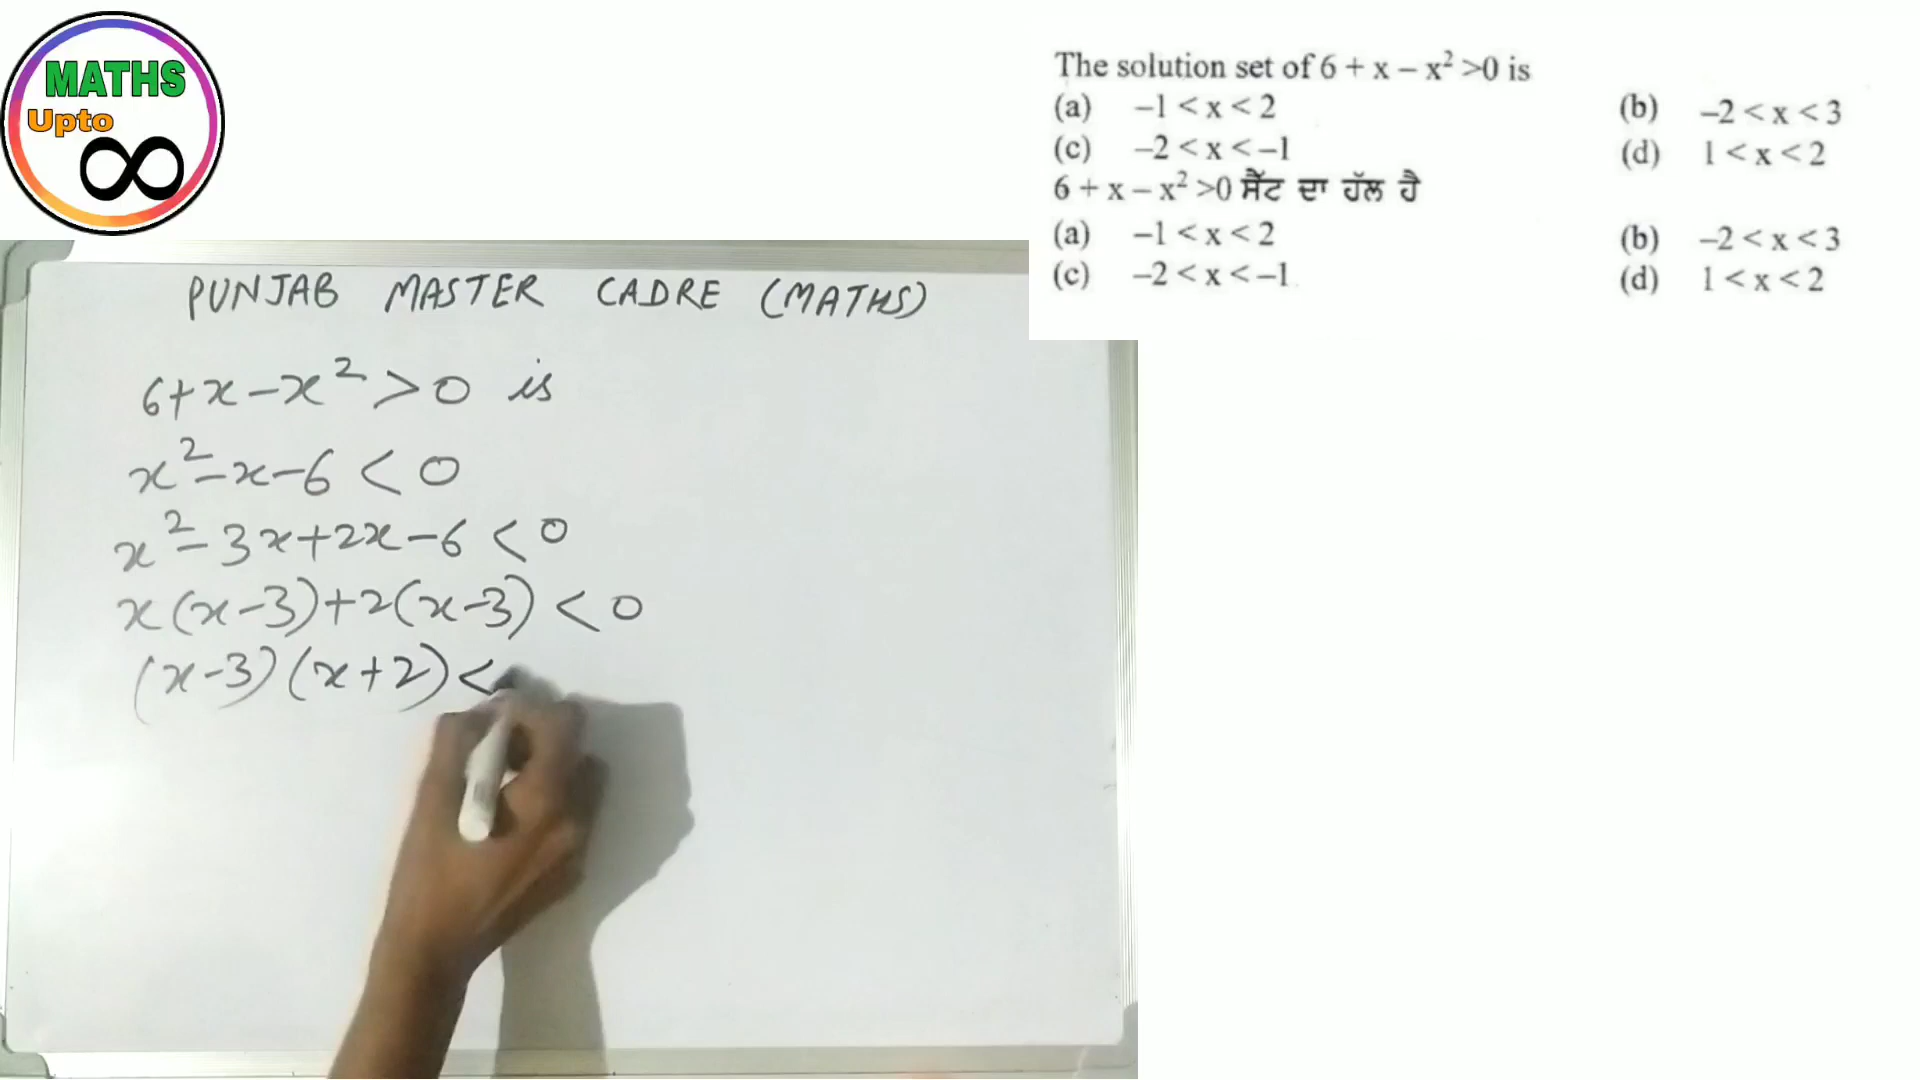 MATHS
Upto
∞
The solution set of 6 + x – x² >0 is
(a) –1 < x < 2 (b) –2 < x < 3
(c) –2 < x < –1 (d) 1 < x < 2
6 + x – x² >0 ਸੈੱਟ ਦਾ ਹੱਲ ਹੈ
(a) –1 < x < 2 (b) –2 < x < 3
(c) –2 < x < –1 (d) 1 < x < 2
PUNJAB MASTER CADRE (MATHS)
6+x-x² > 0 is
x²-x-6 < 0
x²-3x+2x-6 < 0
x(x-3)+2(x-3) < 0
(x-3)(x+2) <